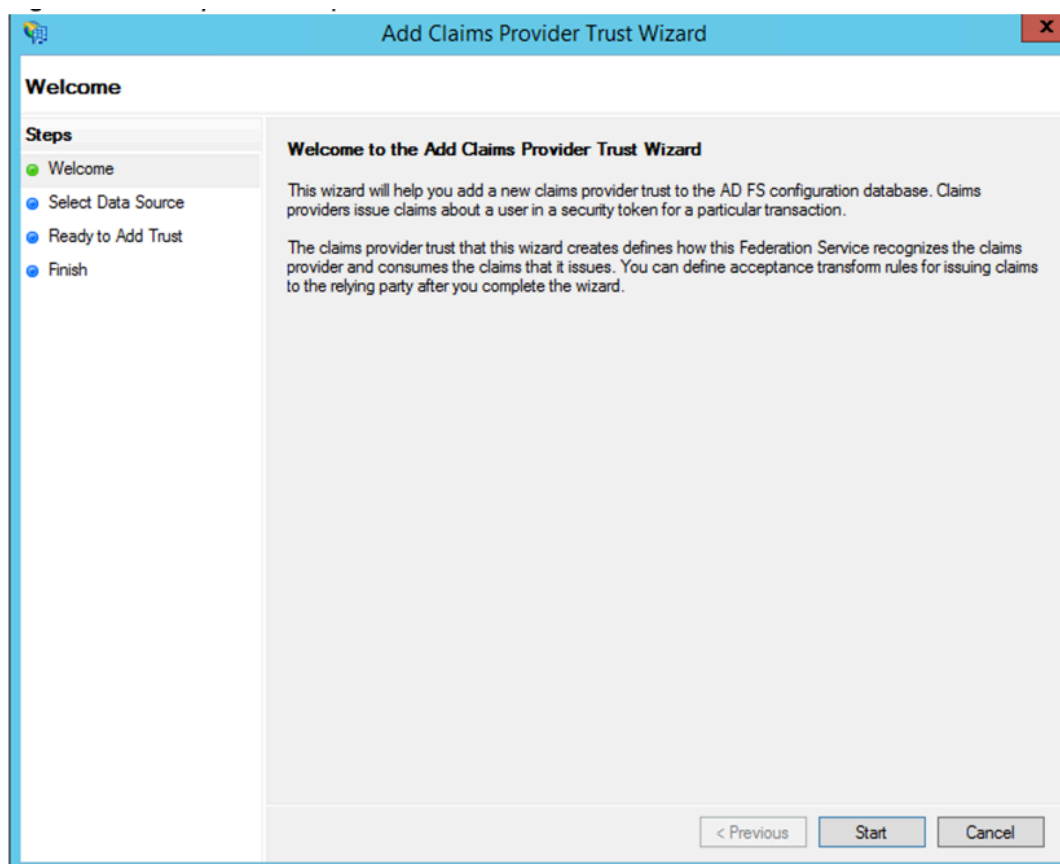 Add Claims Provider Trust Wizard
X
Welcome
Steps
Welcome
Select Data Source
Ready to Add Trust
Finish
Welcome to the Add Claims Provider Trust Wizard
This wizard will help you add a new claims provider trust to the AD FS configuration database. Claims
providers issue claims about a user in a security token for a particular transaction.
The claims provider trust that this wizard creates defines how this Federation Service recognizes the claims
provider and consumes the claims that it issues. You can define acceptance transform rules for issuing claims
to the relying party after you complete the wizard.
< Previous
Start
Cancel